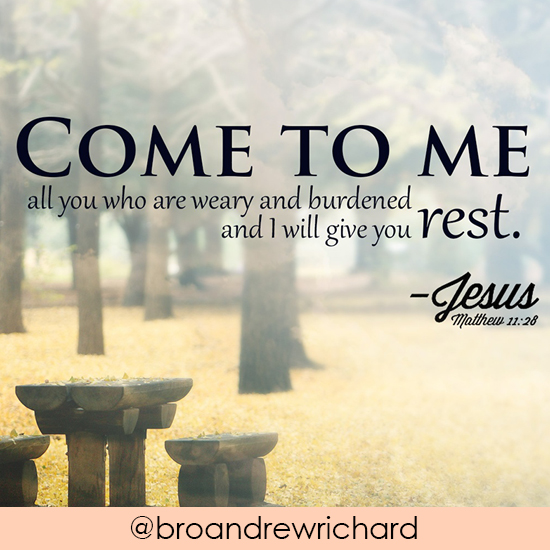 COME TO ME
all you who are weary and burdened
and I will give you rest.
–Jesus
Matthew 11:28
@broandrewrichard